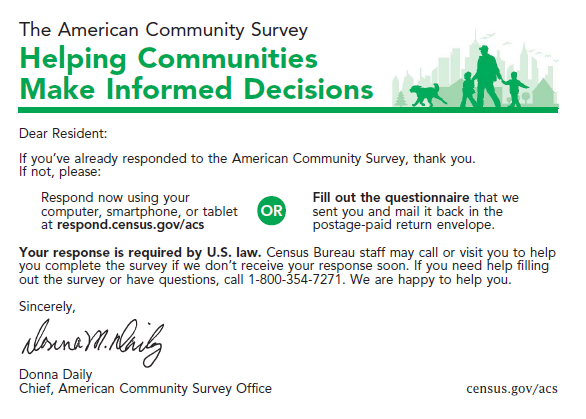 The American Community Survey
Helping Communities
Make Informed Decisions
Dear Resident:
If you've already responded to the American Community Survey, thank you.
If not, please:
Respond now using your
computer, smartphone, or tablet
at respond.census.gov/acs
OR
Fill out the questionnaire that we
sent you and mail it back in the
postage-paid return envelope.
Your response is required by U.S. law. Census Bureau staff may call or visit you to help
you complete the survey if we don't receive your response soon. If you need help filling
out the survey or have questions, call 1-800-354-7271. We are happy to help you.
Sincerely,
Donna M. Daily
Donna Daily
Chief, American Community Survey Office
census.gov/acs